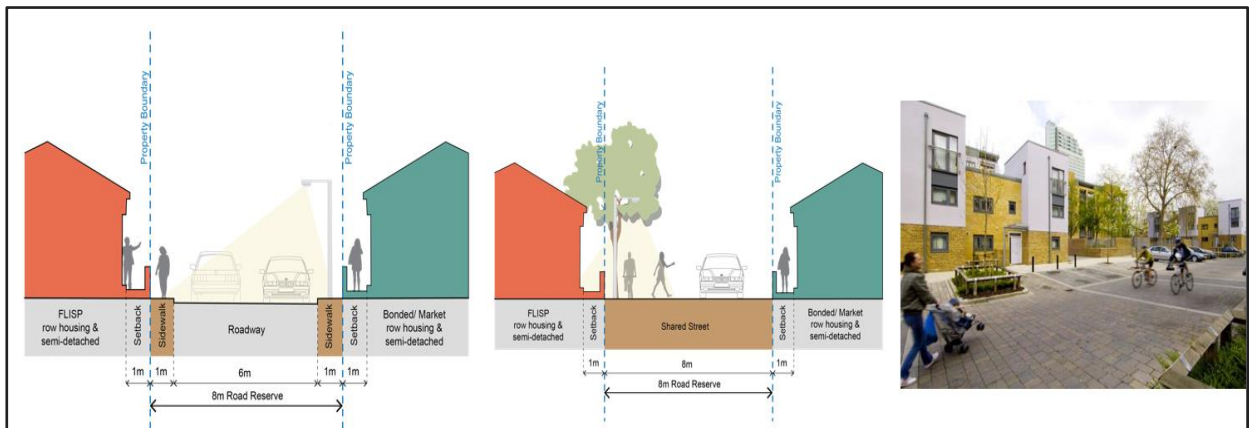 Property Boundary
Property Boundary
FLISP
row housing &
semi-detached
Setback
Sidewalk
Roadway
Sidewalk
Setback
Bonded/ Market
row housing &
semi-detached
1m
1m
6m
1m
1m
8m Road Reserve
Property Boundary
Property Boundary
FLISP
row housing &
semi-detached
Setback
Shared Street
Setback
Bonded/ Market
row housing &
semi-detached
1m
8m
1m
8m Road Reserve